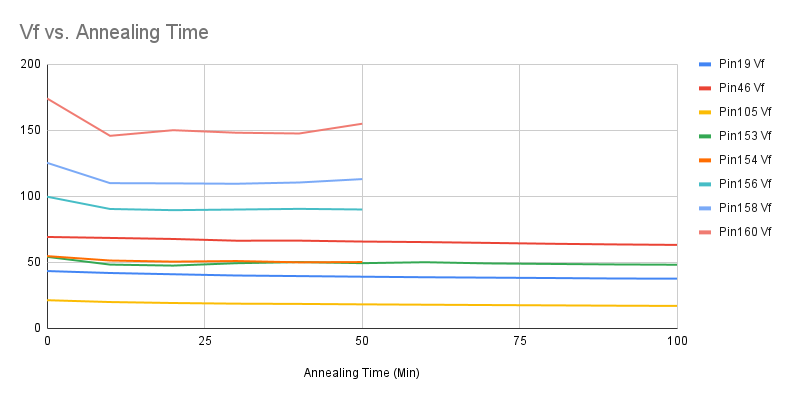 Vf vs. Annealing Time
200
150
100
50
0
0 25 50 75 100
Annealing Time (Min)
Pin19 Vf
Pin46 Vf
Pin105 Vf
Pin153 Vf
Pin154 Vf
Pin156 Vf
Pin158 Vf
Pin160 Vf